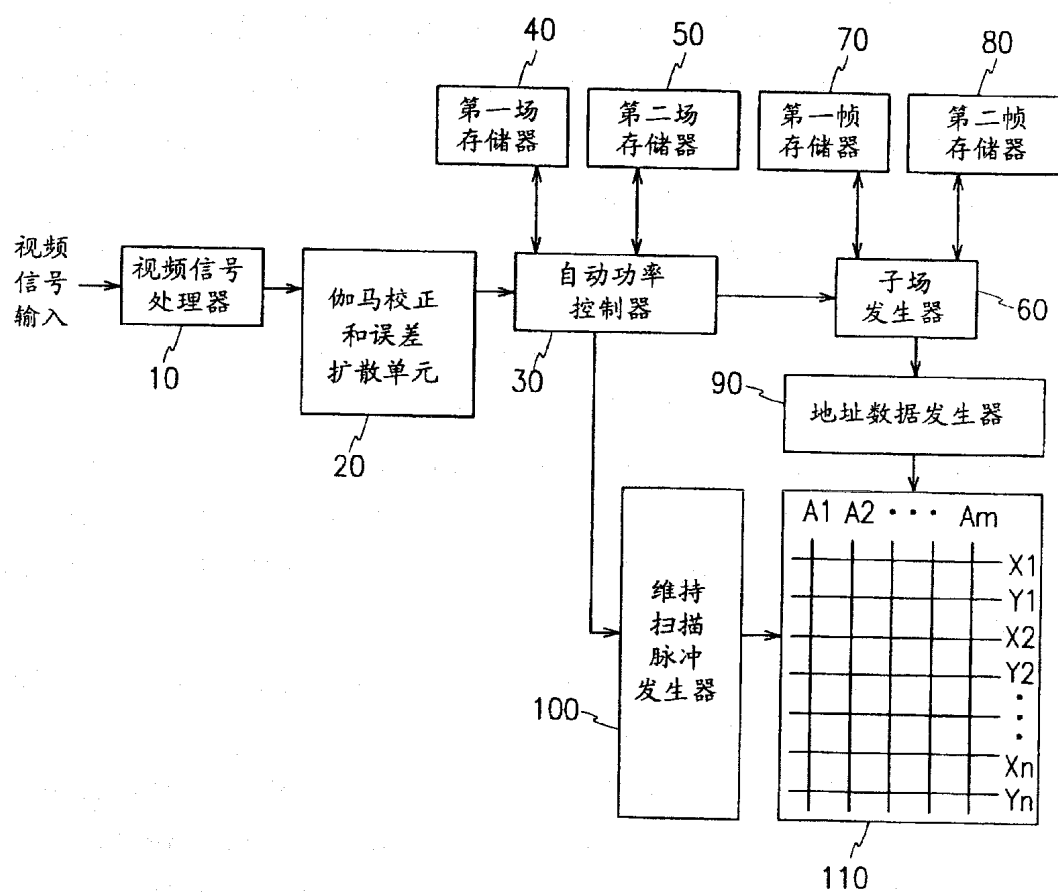 40
50
70
80
第一场
存储器
第二场
存储器
第一帧
存储器
第二帧
存储器
视频
信号
输入
视频信号
处理器
10
伽马校正
和误差
扩散单元
20
自动功率
控制器
30
子场
发生器
60
90
地址数据发生器
维持
扫描
脉冲
发生器
100
A1 A2 ··· Am
X1
Y1
X2
Y2
⋮
Xn
Yn
110